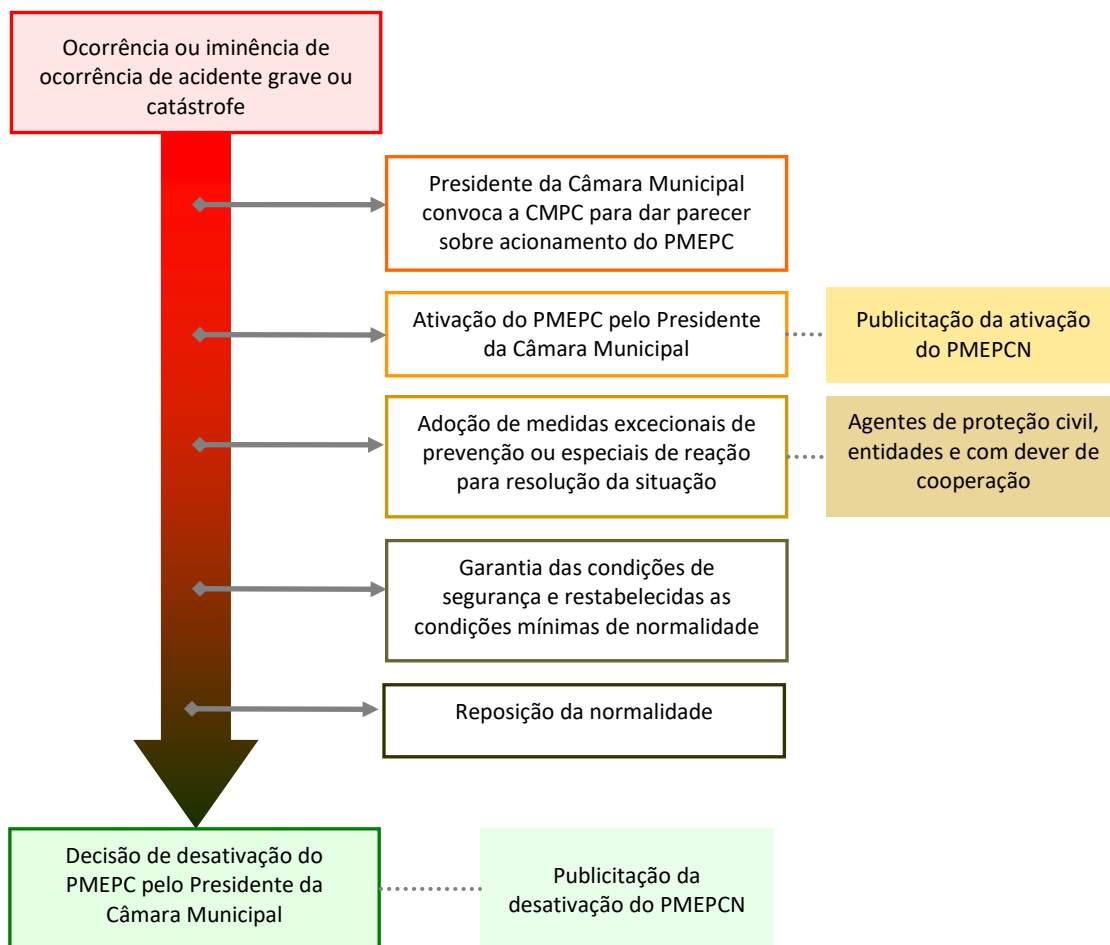 Ocorrência ou iminência de
ocorrência de acidente grave ou
catástrofe
Presidente da Câmara Municipal
convoca a CMPC para dar parecer
sobre acionamento do PMEPC
Ativação do PMEPC pelo Presidente
da Câmara Municipal
Publicitação da ativação
do PMEPCN
Adoção de medidas excecionais de
prevenção ou especiais de reação
para resolução da situação
Agentes de proteção civil,
entidades e com dever de
cooperação
Garantia das condições de
segurança e restabelecidas as
condições mínimas de normalidade
Reposição da normalidade
Decisão de desativação do
PMEPC pelo Presidente da
Câmara Municipal
Publicitação da
desativação do PMEPCN